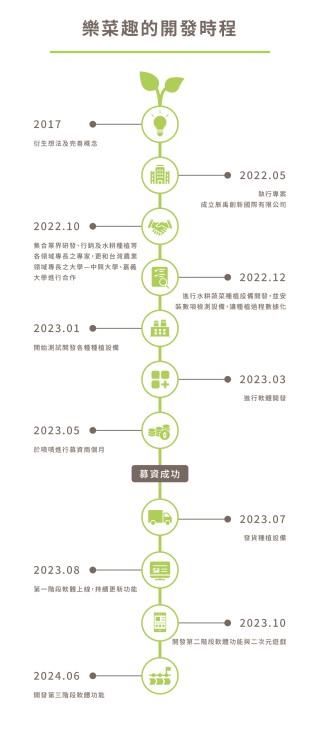 樂菜趣的開發時程
2017
衍生想法及完善概念
2022.05
執行專案
成立辰禹創新國際有限公司
2022.10
集合業界研發、行銷及水耕種植等
各領域專長之專家，更和台灣農業
領域專長之大學—中興大學、嘉義
大學進行合作
2022.12
進行水耕蔬菜種植設備開發，並安
裝數項檢測設備，讓種植過程數據化
2023.01
開始測試開發各種種植設備
2023.03
進行軟體開發
2023.05
於嘖嘖進行募資兩個月
募資成功
2023.07
發貨種植設備
2023.08
第一階段軟體上線，持續更新功能
2023.10
開發第二階段軟體功能與二次元遊戲
2024.06
開發第三階段軟體功能